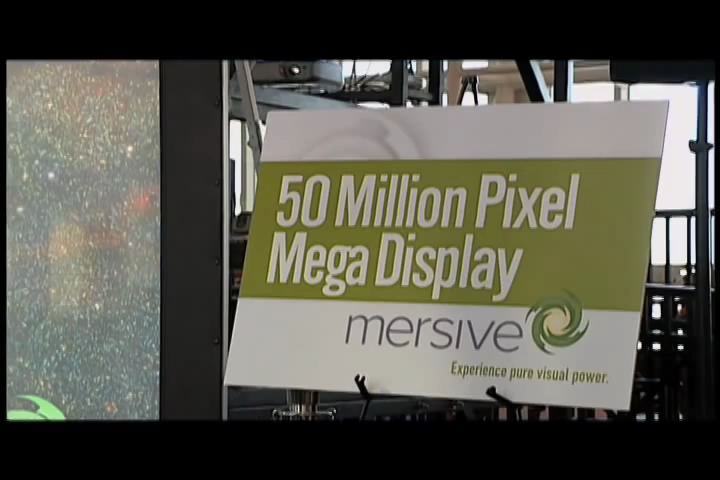 50 Million Pixel
Mega Display
mersive
Experience pure visual power.